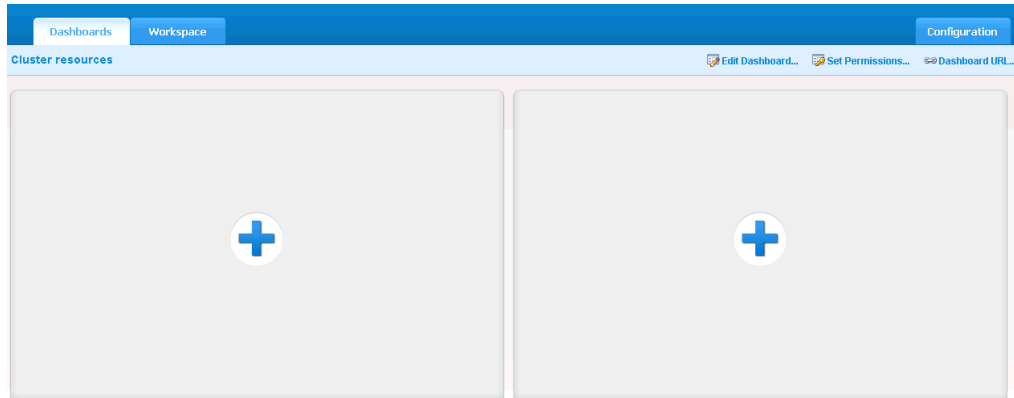 Dashboards Workspace Configuration
Cluster resources Edit Dashboard... Set Permissions... Dashboard URL...